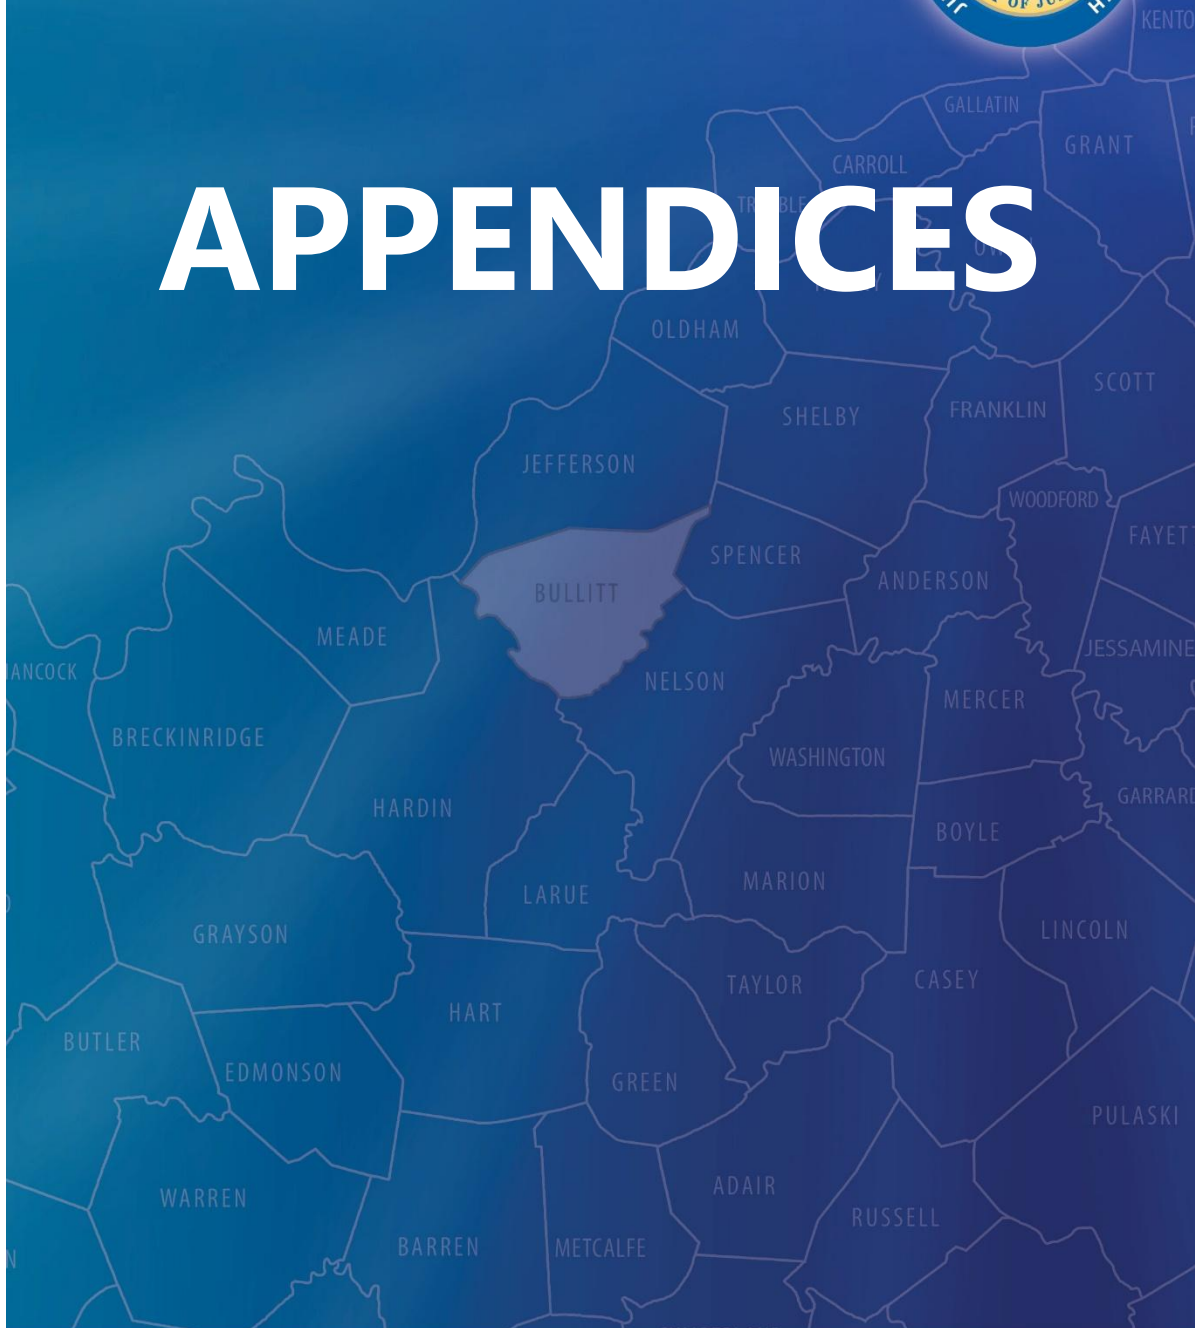 OF JU
KENTO
GALLATIN
GRANT
CARROLL
APPENDICES
OLDHAM
SCOTT
SHELBY
FRANKLIN
JEFFERSON
WOODFORD
FAYET
SPENCER
ANDERSON
BULLITT
MEADE
JESSAMINE
ANCOCK
NELSON
MERCER
BRECKINRIDGE
WASHINGTON
GARRARD
HARDIN
BOYLE
MARION
LARUE
GRAYSON
LINCOLN
CASEY
TAYLOR
HART
BUTLER
EDMONSON
GREEN
PULASKI
ADAIR
WARREN
RUSSELL
BARREN
METCALFE
N